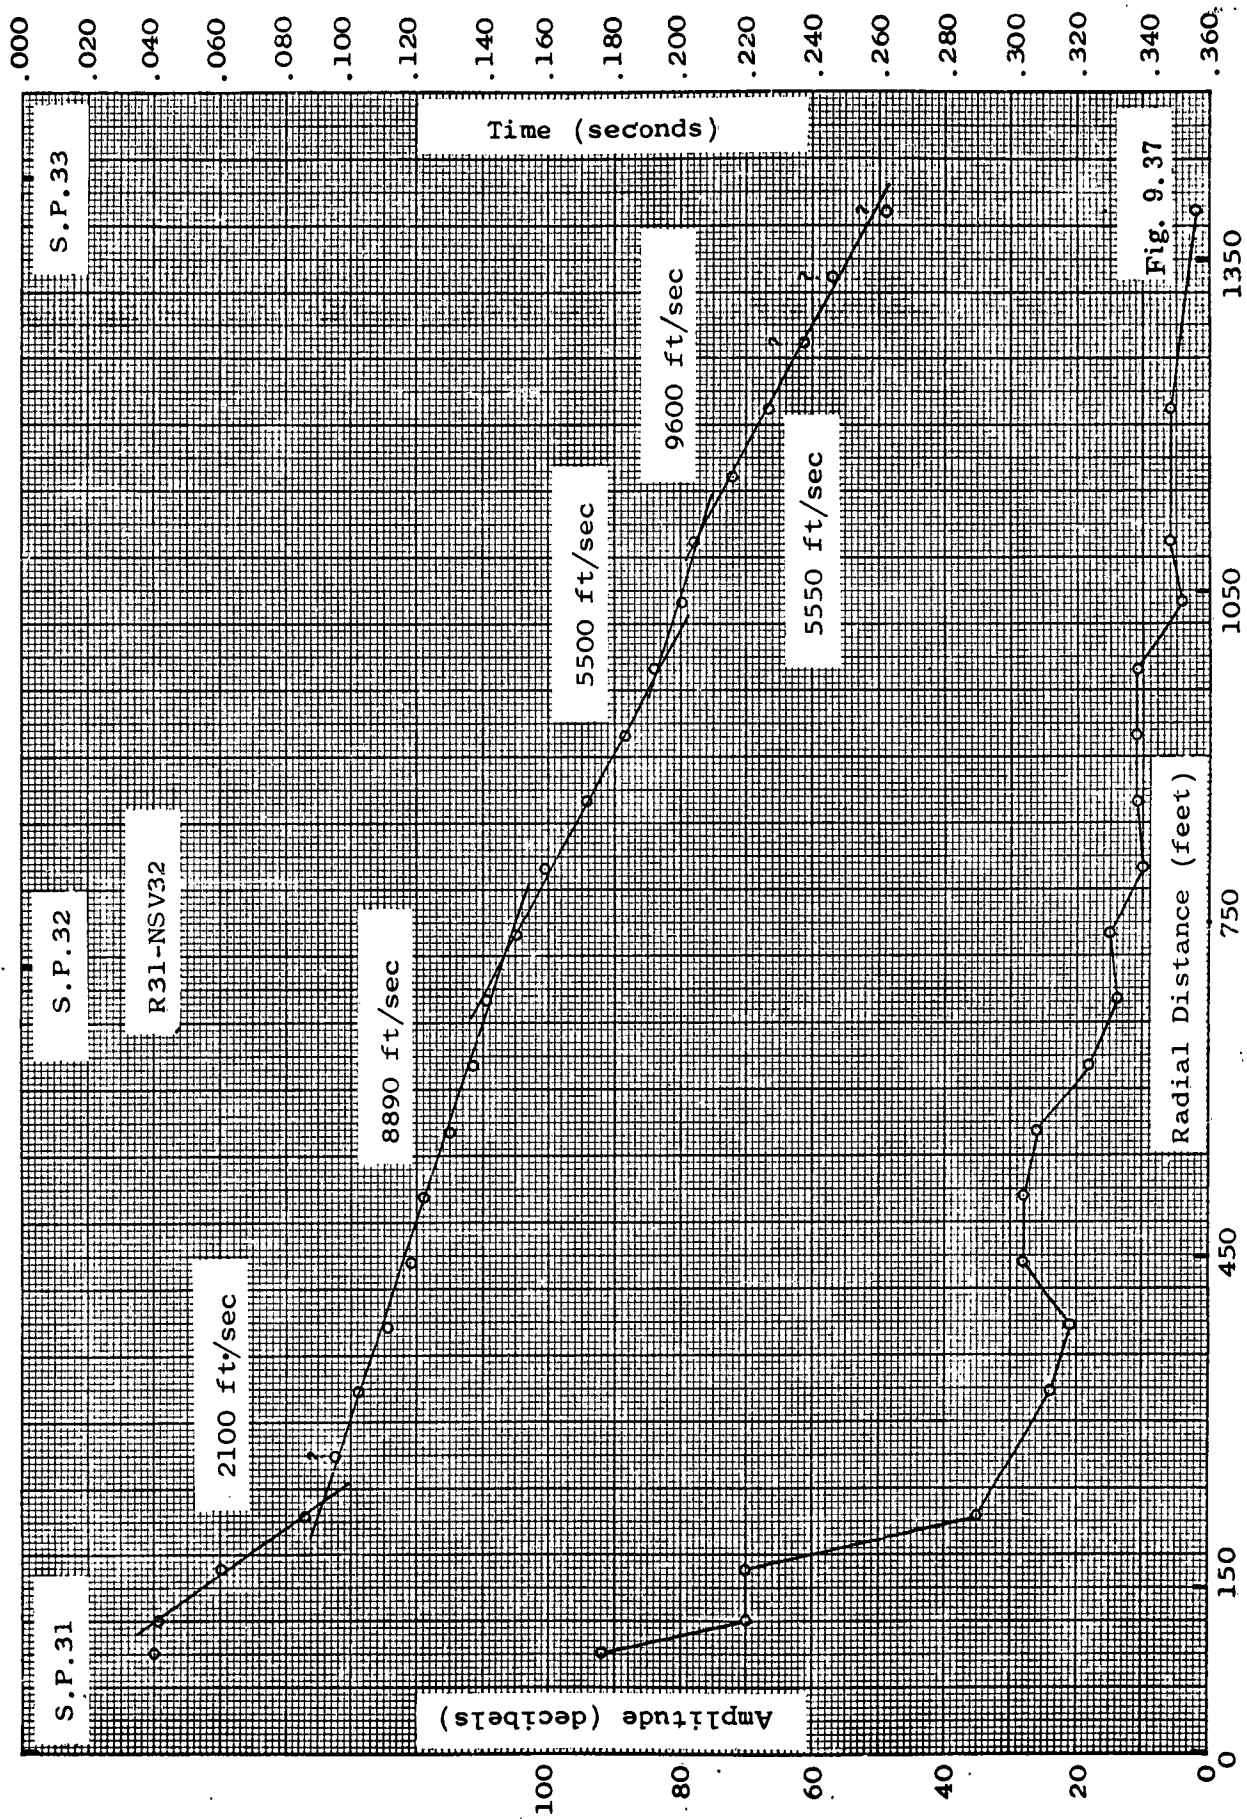 .000
.020
.040
.060
.080
.100
.120
.140
.160
.180
.200
.220
.240
.260
.280
.300
.320
.340
.360
Time (seconds)
S.P.31
S.P.32
S.P.33
R31-NSV32
2100 ft/sec
8890 ft/sec
5500 ft/sec
9600 ft/sec
5550 ft/sec
?
?
?
?
Fig. 9.37
Amplitude (decibels)
100
80
60
40
20
0
Radial Distance (feet)
0
150
450
750
1050
1350